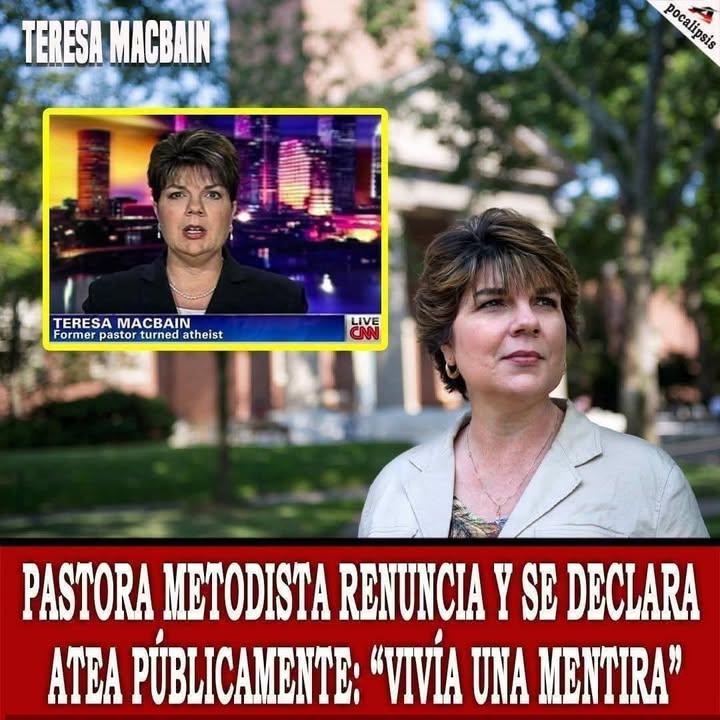 TERESA MACBAIN
pocalipsis
TERESA MACBAIN
Former pastor turned atheist
LIVE
CNN
PASTORA METODISTA RENUNCIA Y SE DECLARA
ATEA PÚBLICAMENTE: “VIVÍA UNA MENTIRA”